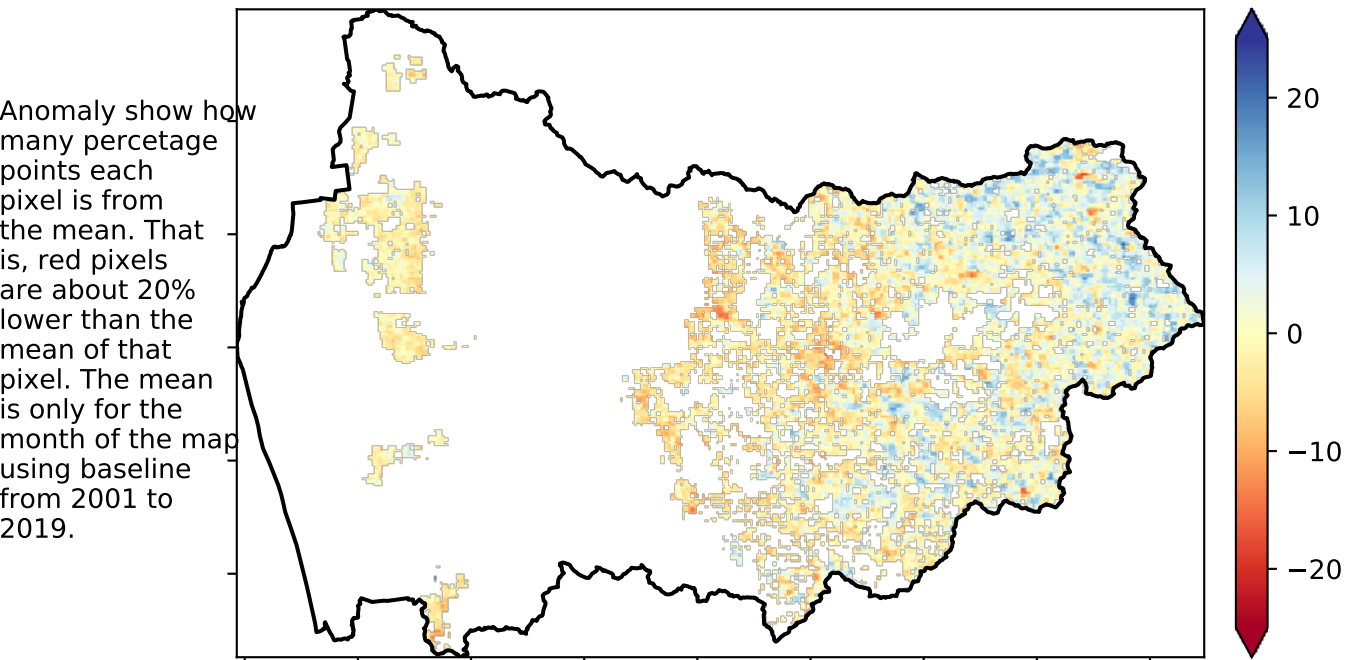 Anomaly show how
many percetage
points each
pixel is from
the mean. That
is, red pixels
are about 20%
lower than the
mean of that
pixel. The mean
is only for the
month of the map
using baseline
from 2001 to
2019.
20
10
0
−10
−20